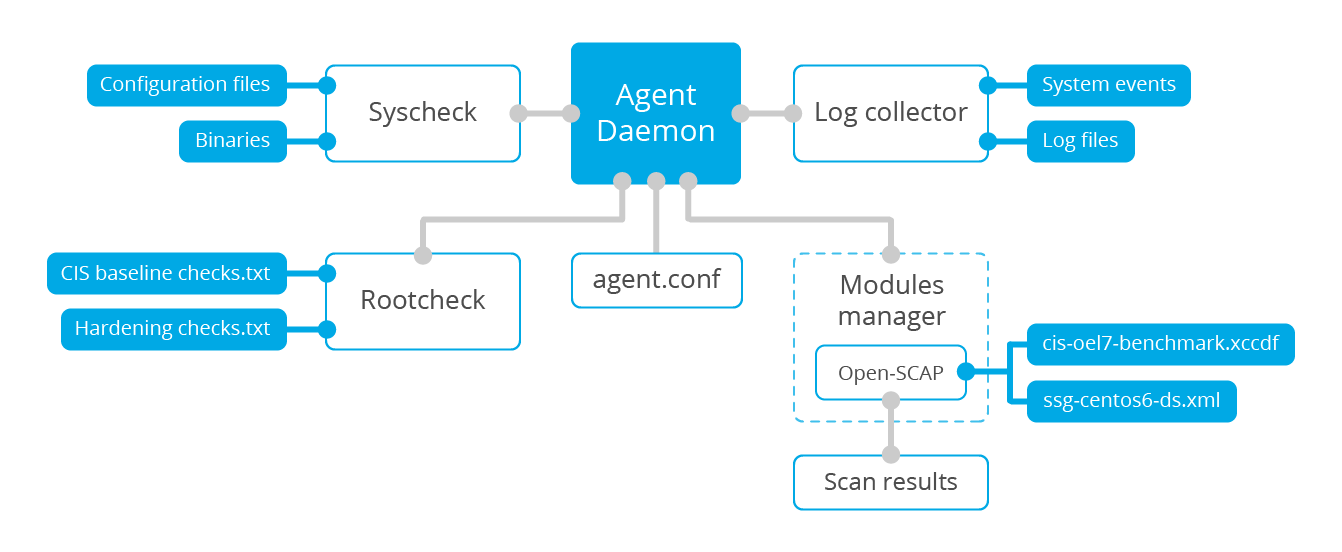 Configuration files
Binaries
Syscheck
Agent
Daemon
Log collector
System events
Log files
CIS baseline checks.txt
Hardening checks.txt
Rootcheck
agent.conf
Modules
manager
Open-SCAP
cis-oel7-benchmark.xccdf
ssg-centos6-ds.xml
Scan results